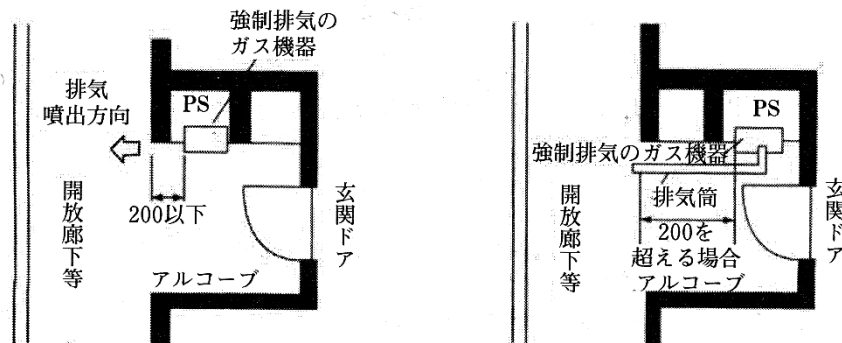 強制排気の
ガス機器
排気
噴出方向
PS
200以下
開放廊下等
玄関ドア
アルコーブ
PS
強制排気のガス機器
排気筒
200を
超える場合
アルコーブ
開放廊下等
玄関ドア